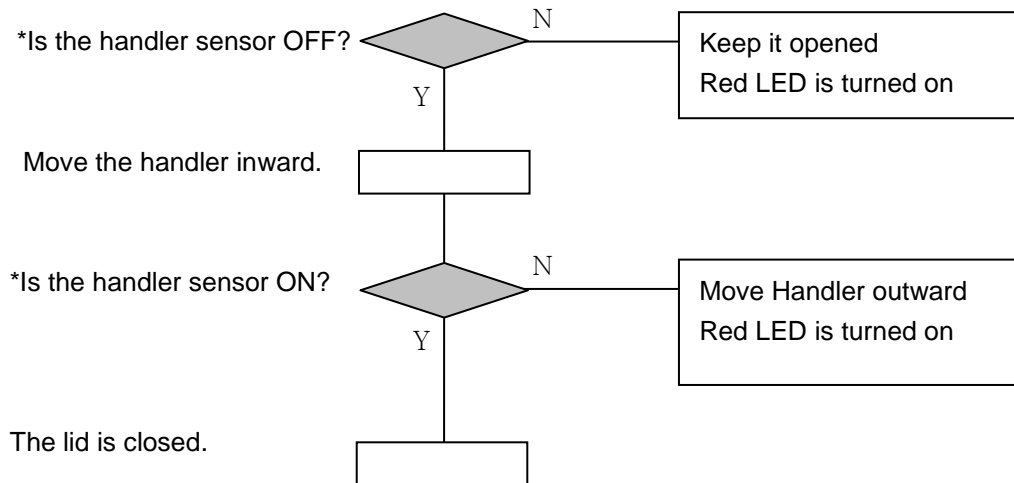 *Is the handler sensor OFF?
N
Keep it opened
Red LED is turned on
Y
Move the handler inward.
*Is the handler sensor ON?
N
Move Handler outward
Red LED is turned on
Y
The lid is closed.